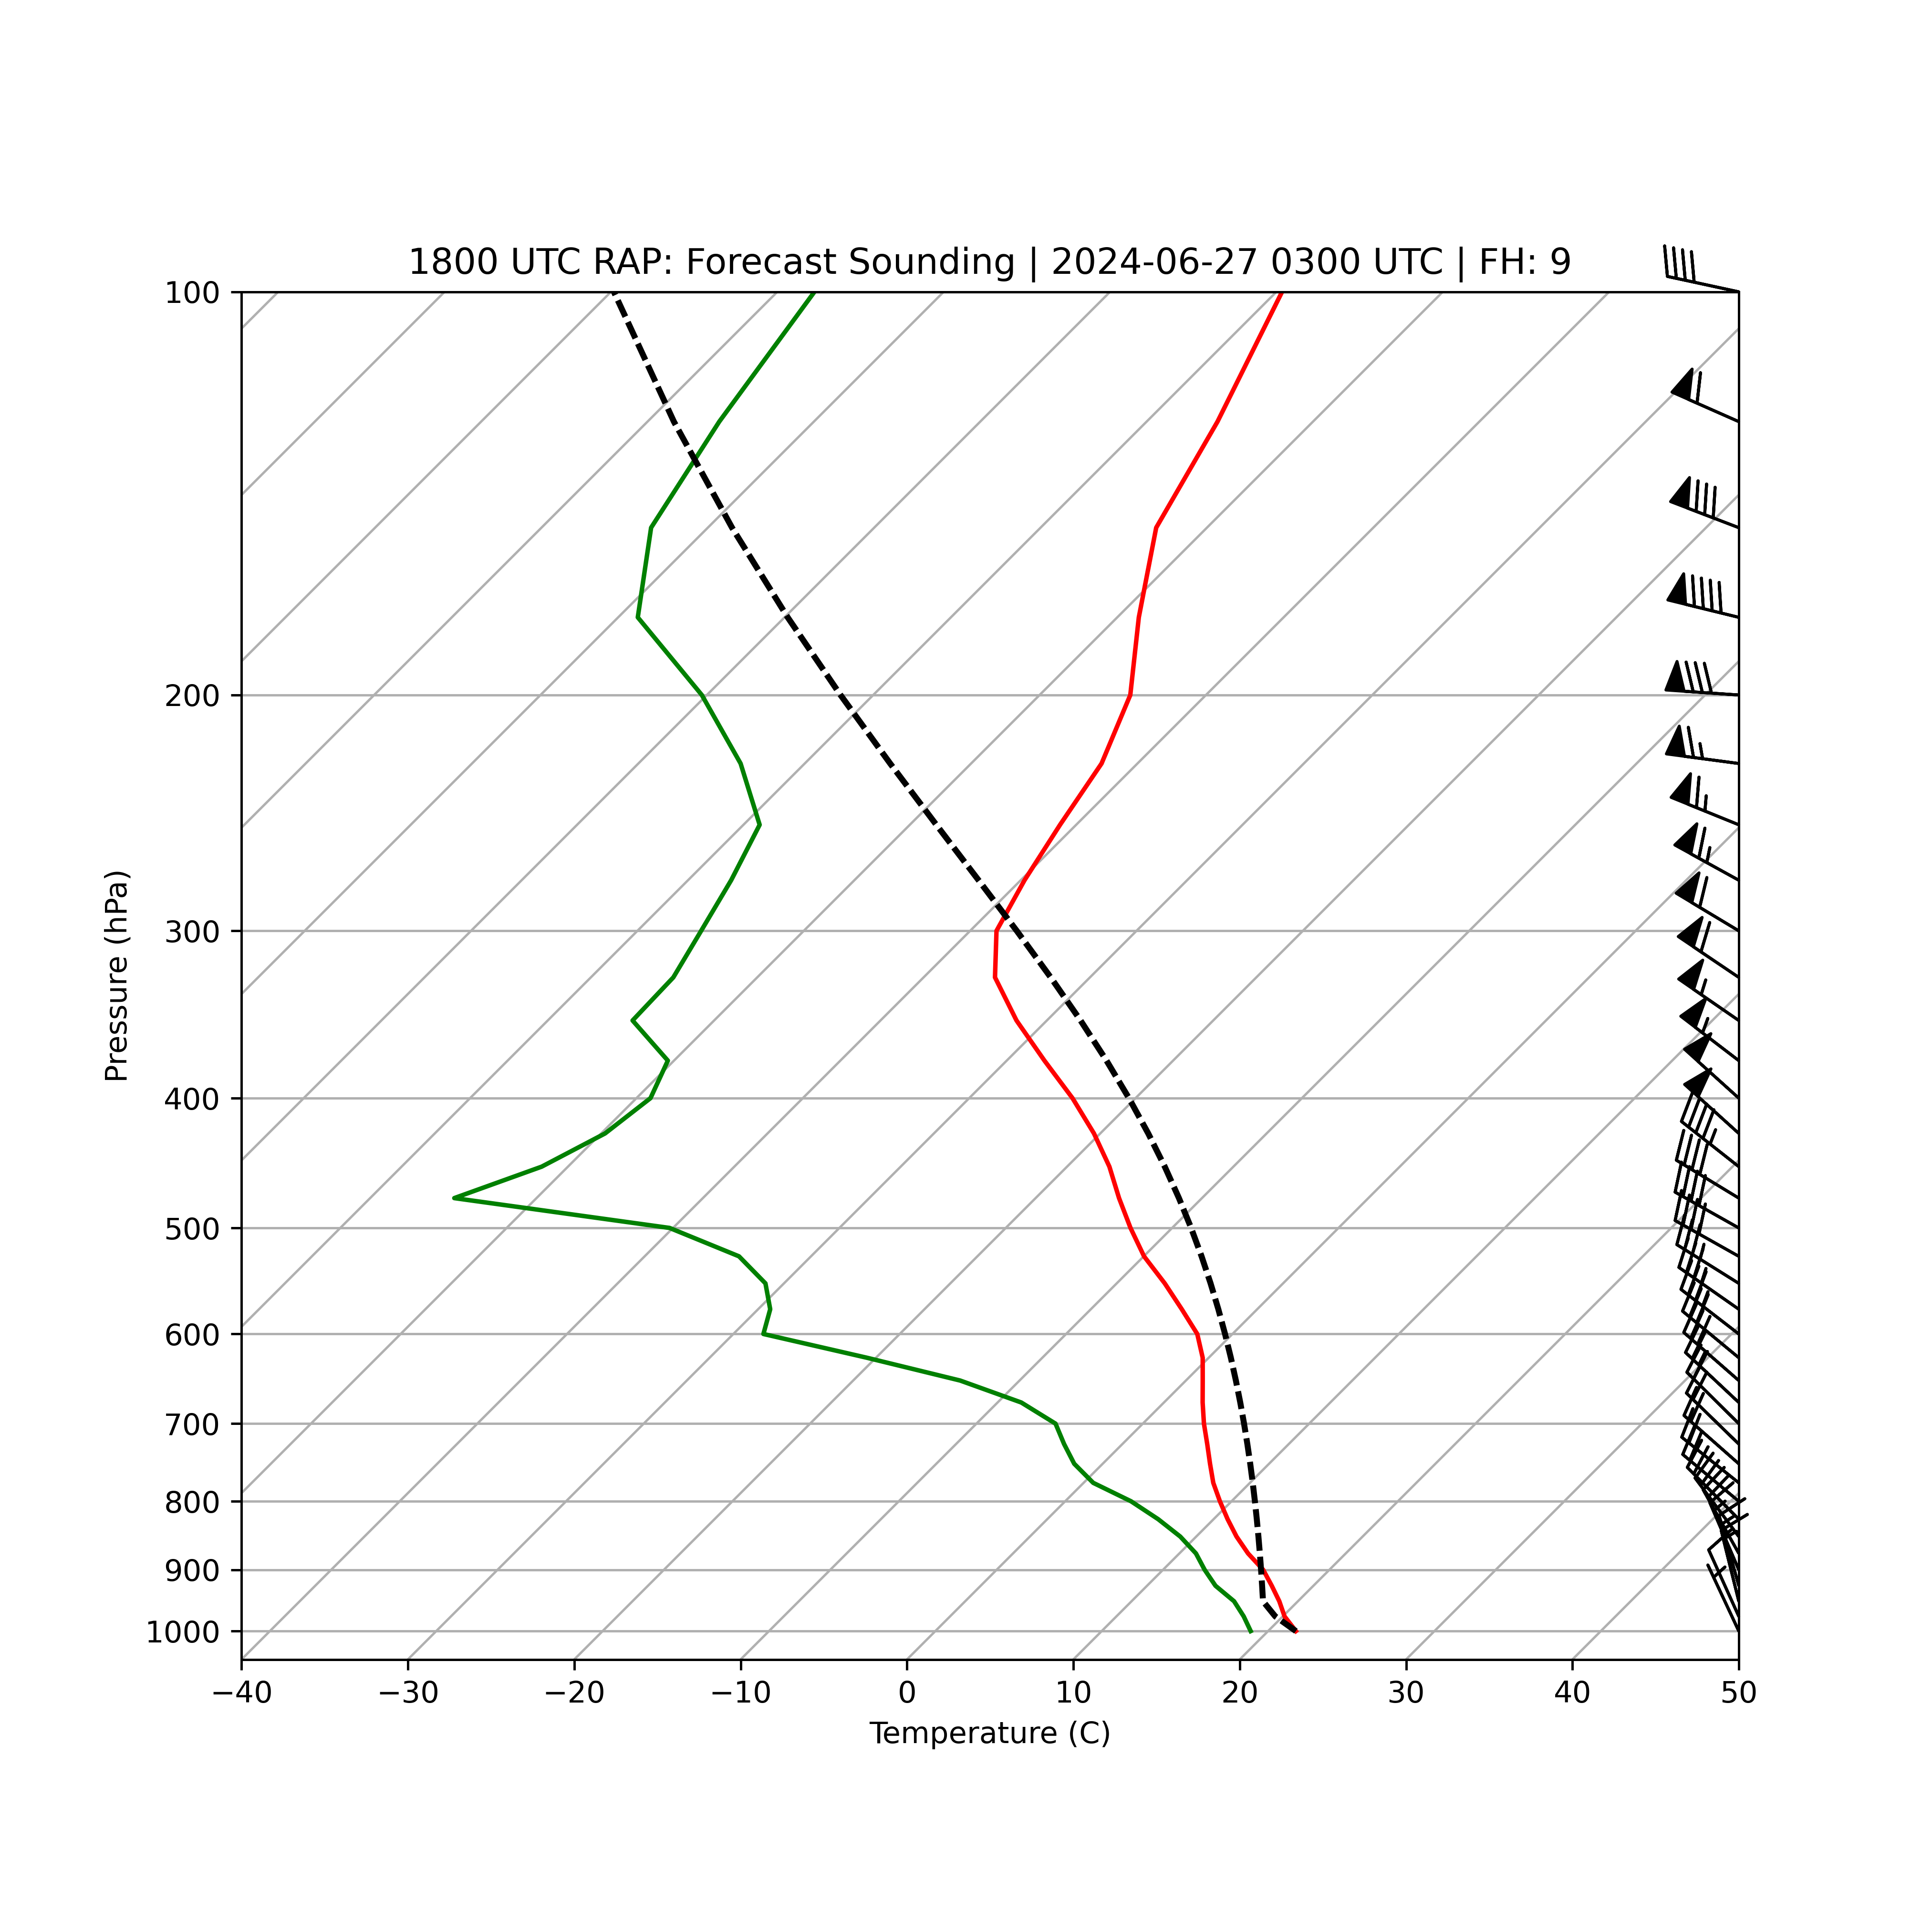 1800 UTC RAP: Forecast Sounding | 2024-06-27 0300 UTC | FH: 9
100
200
300
400
500
600
700
800
900
1000
Pressure (hPa)
−40 −30 −20 −10 0 10 20 30 40 50
Temperature (C)